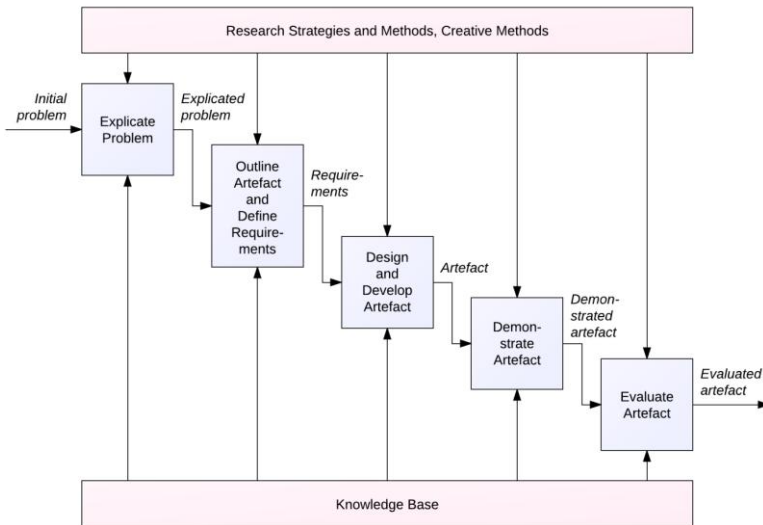 Research Strategies and Methods, Creative Methods
Initial
problem
Explicate
Problem
Explicated
problem
Outline
Artefact
and
Define
Require-
ments
Require-
ments
Design
and
Develop
Artefact
Artefact
Demon-
strate
Artefact
Demon-
strated
artefact
Evaluate
Artefact
Evaluated
artefact
Knowledge Base